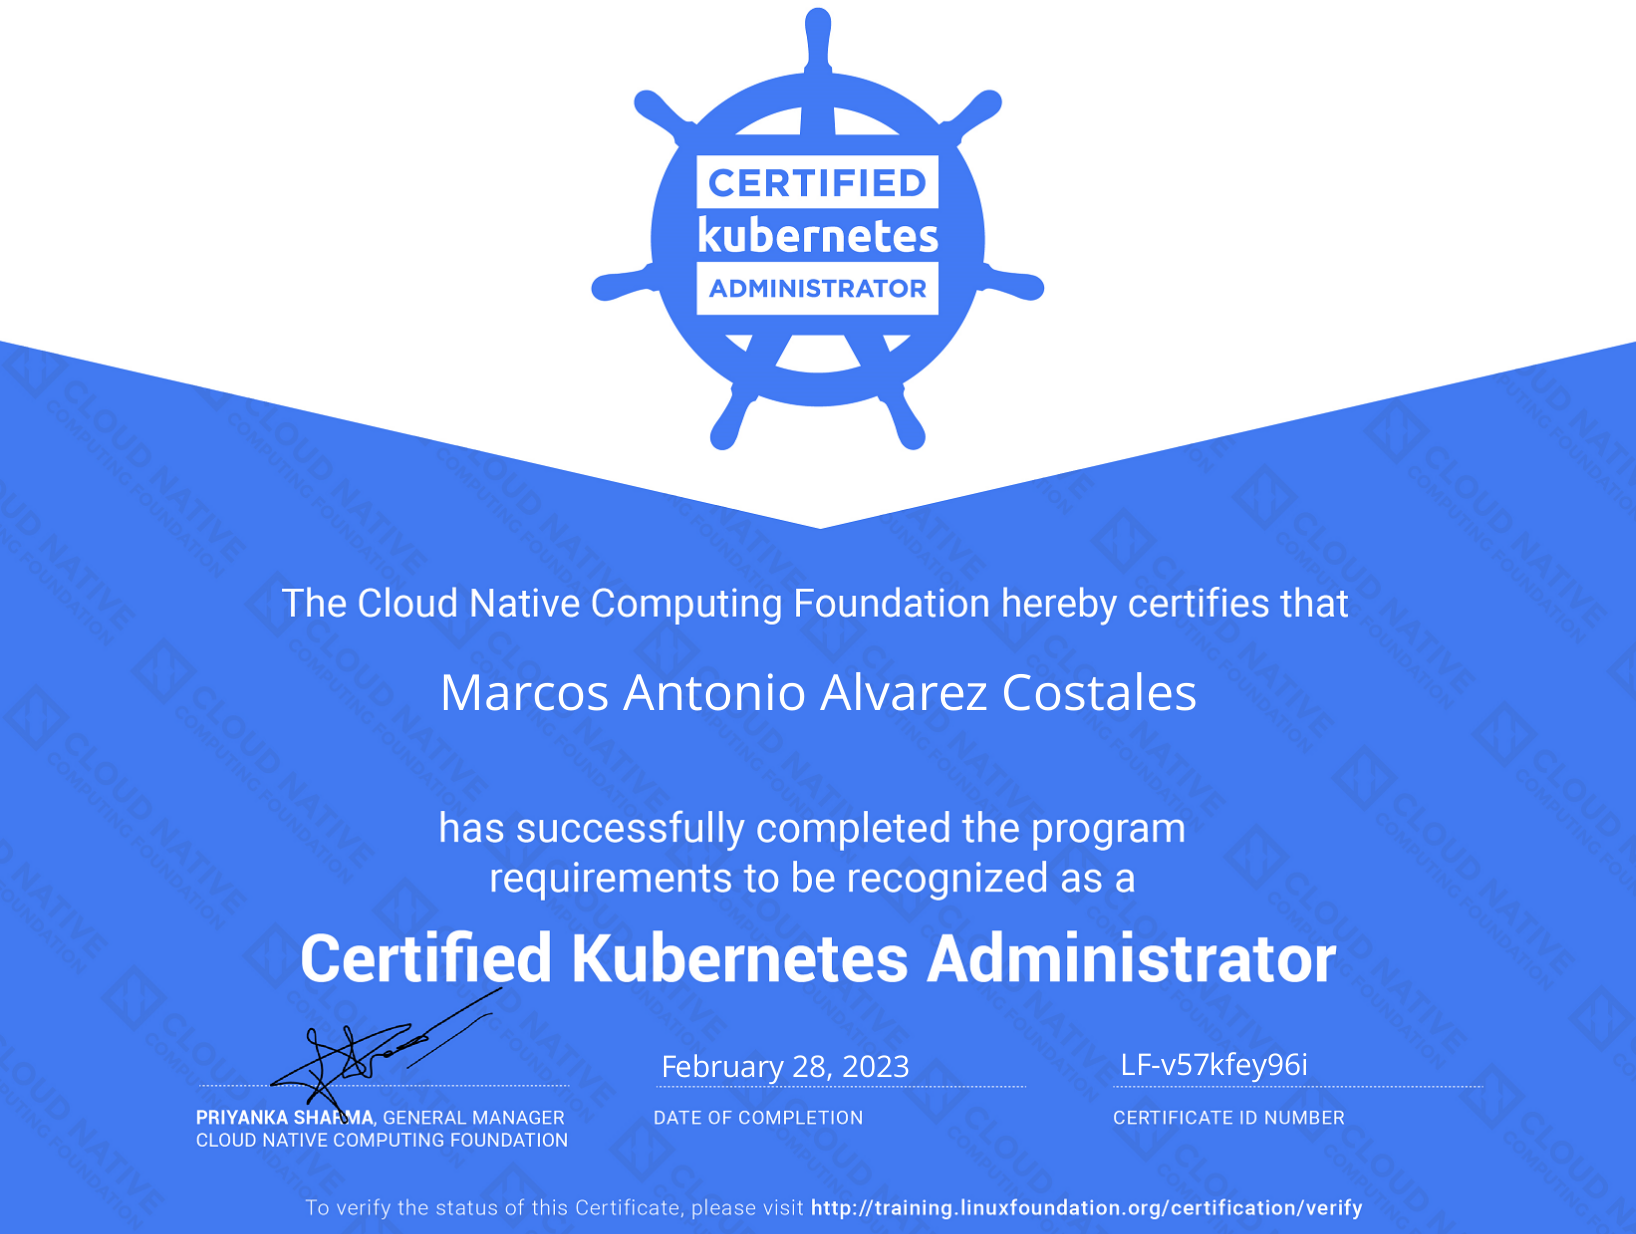 CERTIFIED
kubernetes
ADMINISTRATOR
The Cloud Native Computing Foundation hereby certifies that
Marcos Antonio Alvarez Costales
has successfully completed the program
requirements to be recognized as a
Certified Kubernetes Administrator
February 28, 2023
LF-v57kfey96i
PRIYANKA SHARMA, GENERAL MANAGER
CLOUD NATIVE COMPUTING FOUNDATION
DATE OF COMPLETION
CERTIFICATE ID NUMBER
To verify the status of this Certificate, please visit http://training.linuxfoundation.org/certification/verify